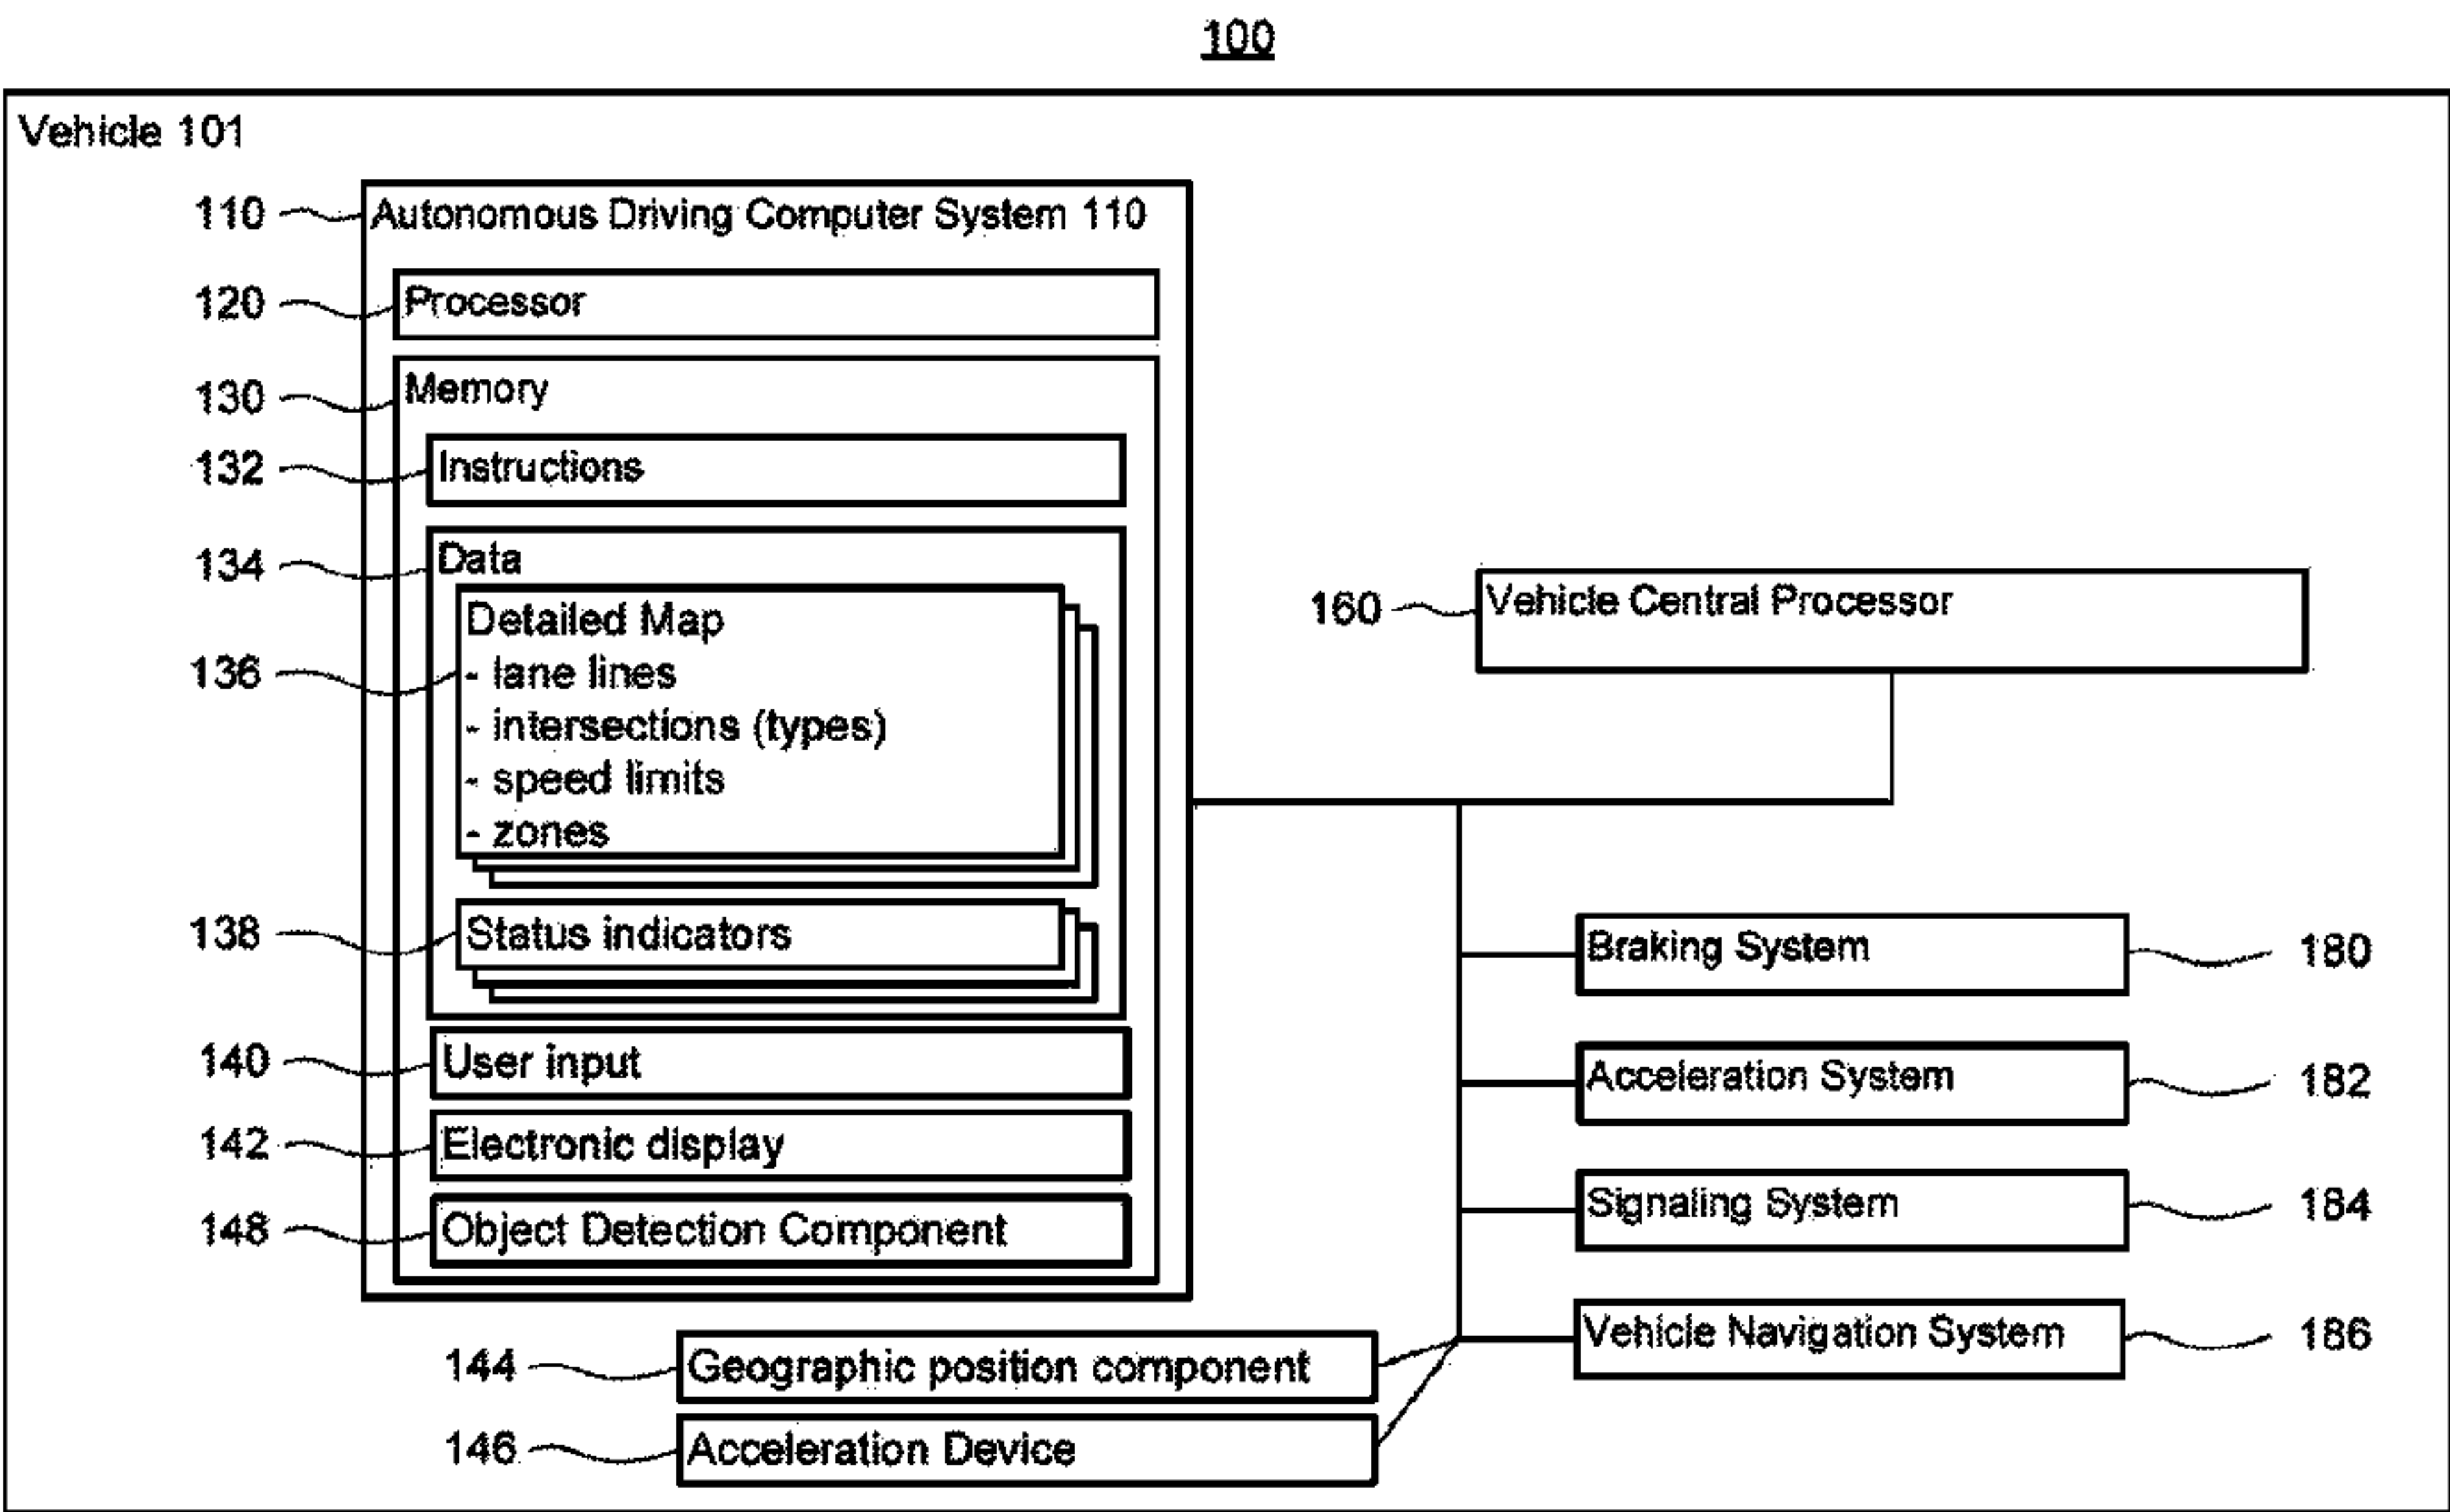 100
Vehicle 101
110 Autonomous Driving Computer System 110
120 Processor
130 Memory
132 Instructions
134 Data
Detailed Map
160 Vehicle Central Processor
136 - lane lines
- intersections (types)
- speed limits
- zones
138 Status indicators
Braking System 180
140 User input
Acceleration System 182
142 Electronic display
Signaling System 184
148 Object Detection Component
Vehicle Navigation System 186
144 Geographic position component
146 Acceleration Device